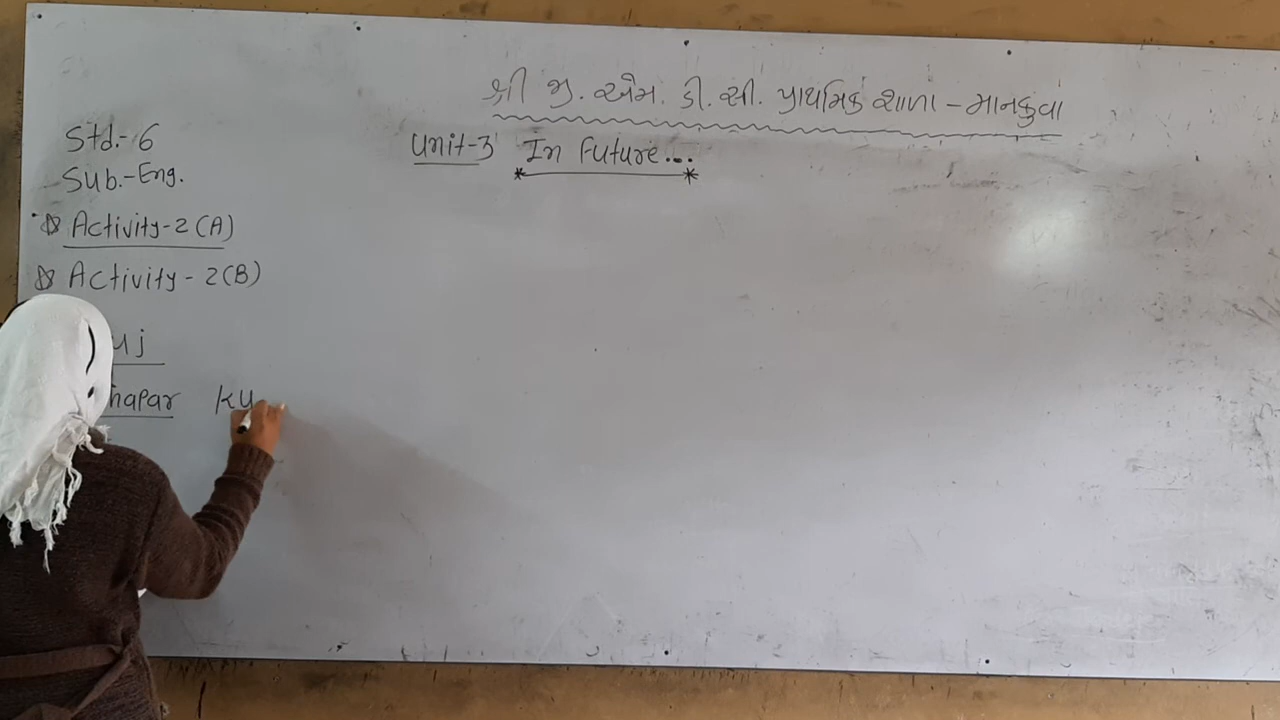 શ્રી જી. એમ. ડી. સી. પ્રાથમિક શાળા - માનકુવા
Std.- 6
Sub.- Eng.
Unit-3 In Future...
Activity - 2 (A)
Activity - 2 (B)